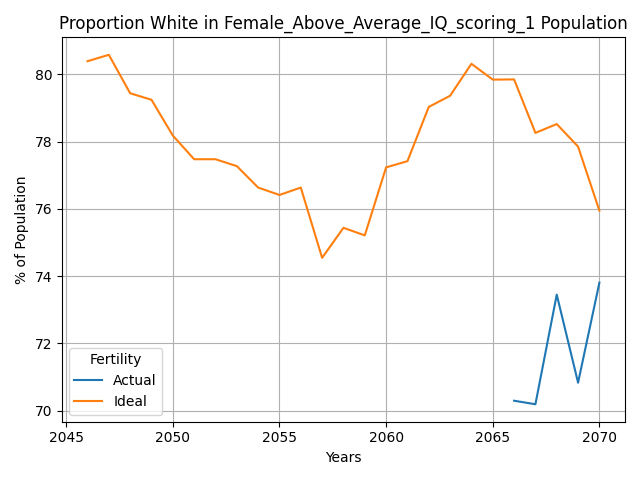 Proportion White in Female_Above_Average_IQ_scoring_1 Population
% of Population
80
78
76
74
72
70
Fertility
Actual
Ideal
2045 2050 2055 2060 2065 2070
Years